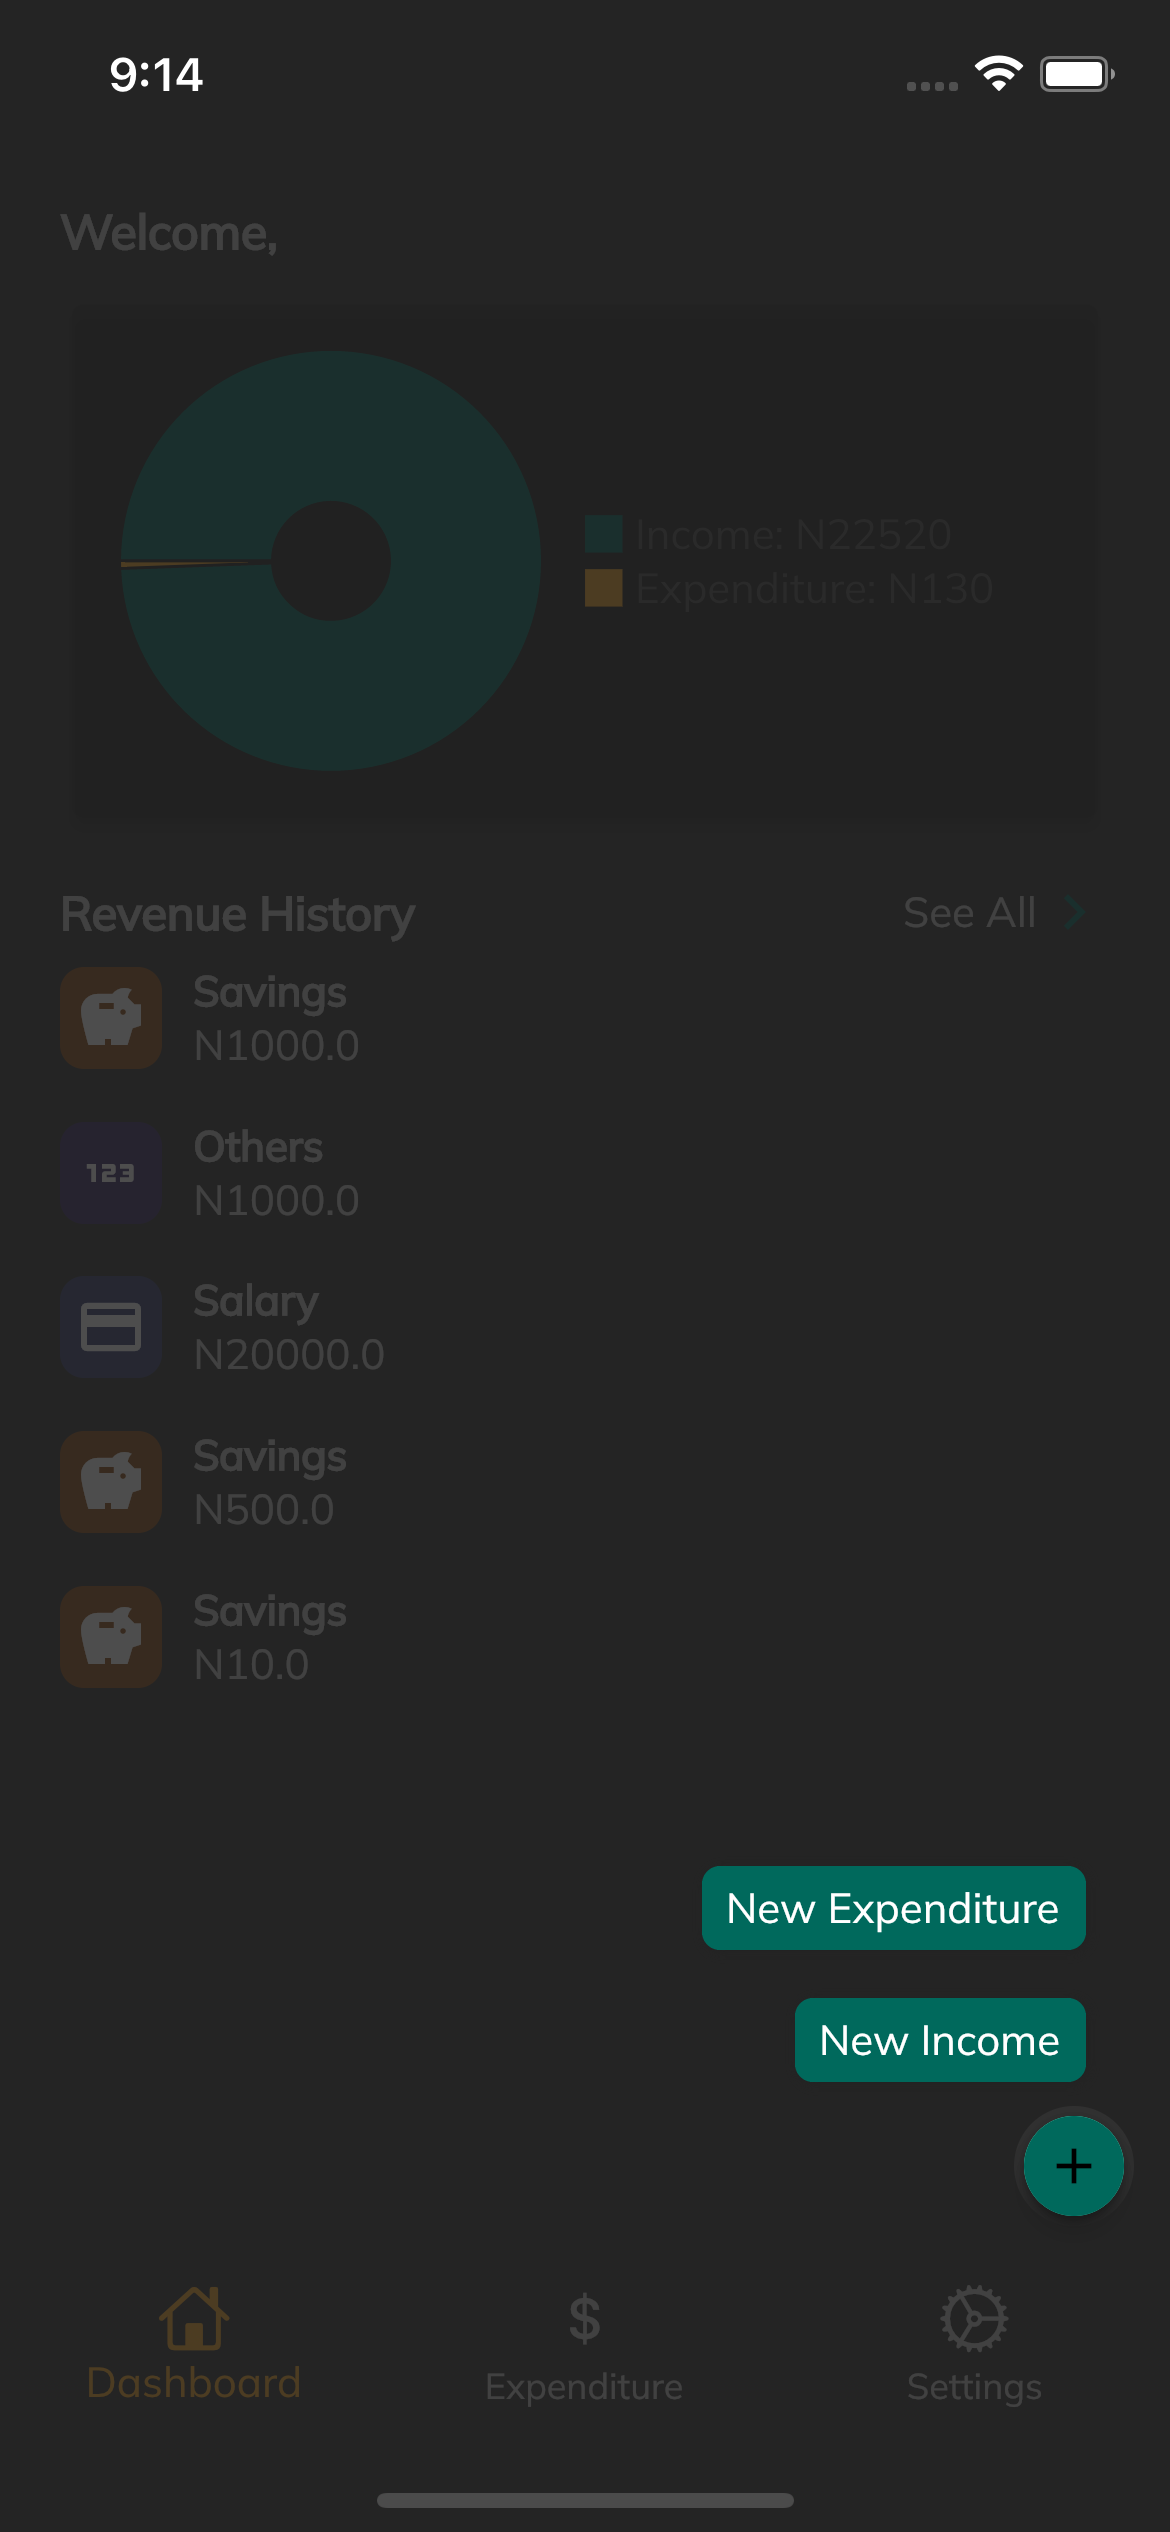 9:14
Welcome,
Income: N22520
Expenditure: N130
Revenue History
See All
Savings
N1000.0
123
Others
N1000.0
Salary
N20000.0
Savings
N500.0
Savings
N10.0
New Expenditure
New Income
Dashboard
$
Expenditure
Settings